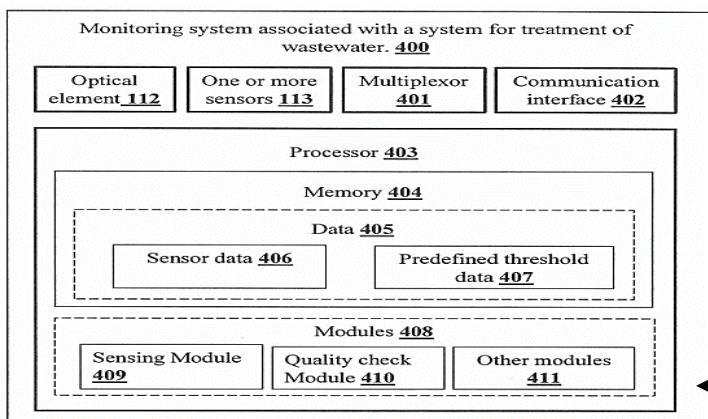 Monitoring system associated with a system for treatment of
wastewater. 400
Optical
element 112
One or more
sensors 113
Multiplexor
401
Communication
interface 402
Processor 403
Memory 404
Data 405
Sensor data 406
Predefined threshold
data 407
Modules 408
Sensing Module
409
Quality check
Module 410
Other modules
411